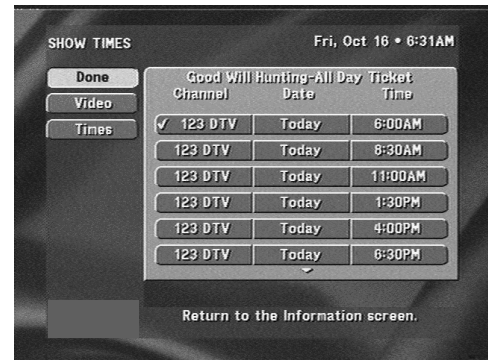 SHOW TIMES
Fri, Oct 16 • 6:31AM
Done
Video
Times
Good Will Hunting-All Day Ticket
Channel Date Time
✓ 123 DTV Today 6:00AM
123 DTV Today 8:30AM
123 DTV Today 11:00AM
123 DTV Today 1:30PM
123 DTV Today 4:00PM
123 DTV Today 6:30PM
Return to the Information screen.